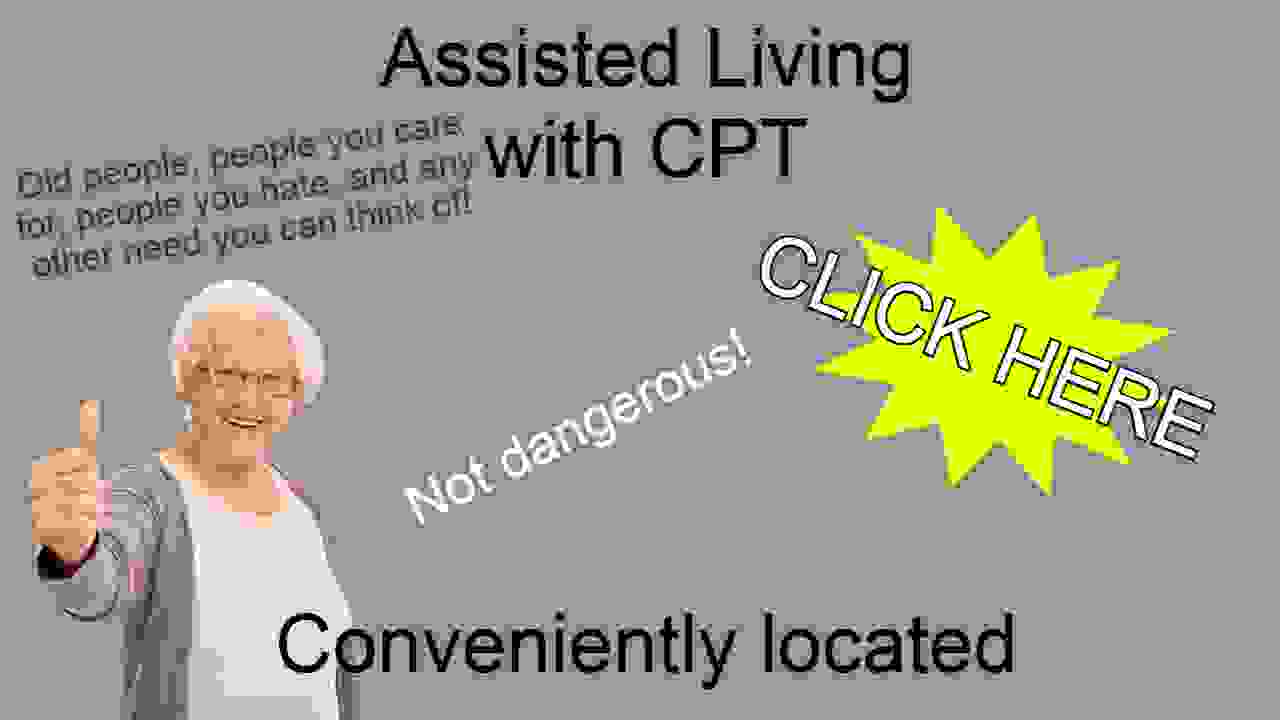 Assisted Living
with CPT
Old people, people you care
for, people you hate, and any
other need you can think of!
CLICK HERE
Not dangerous!
Conveniently located